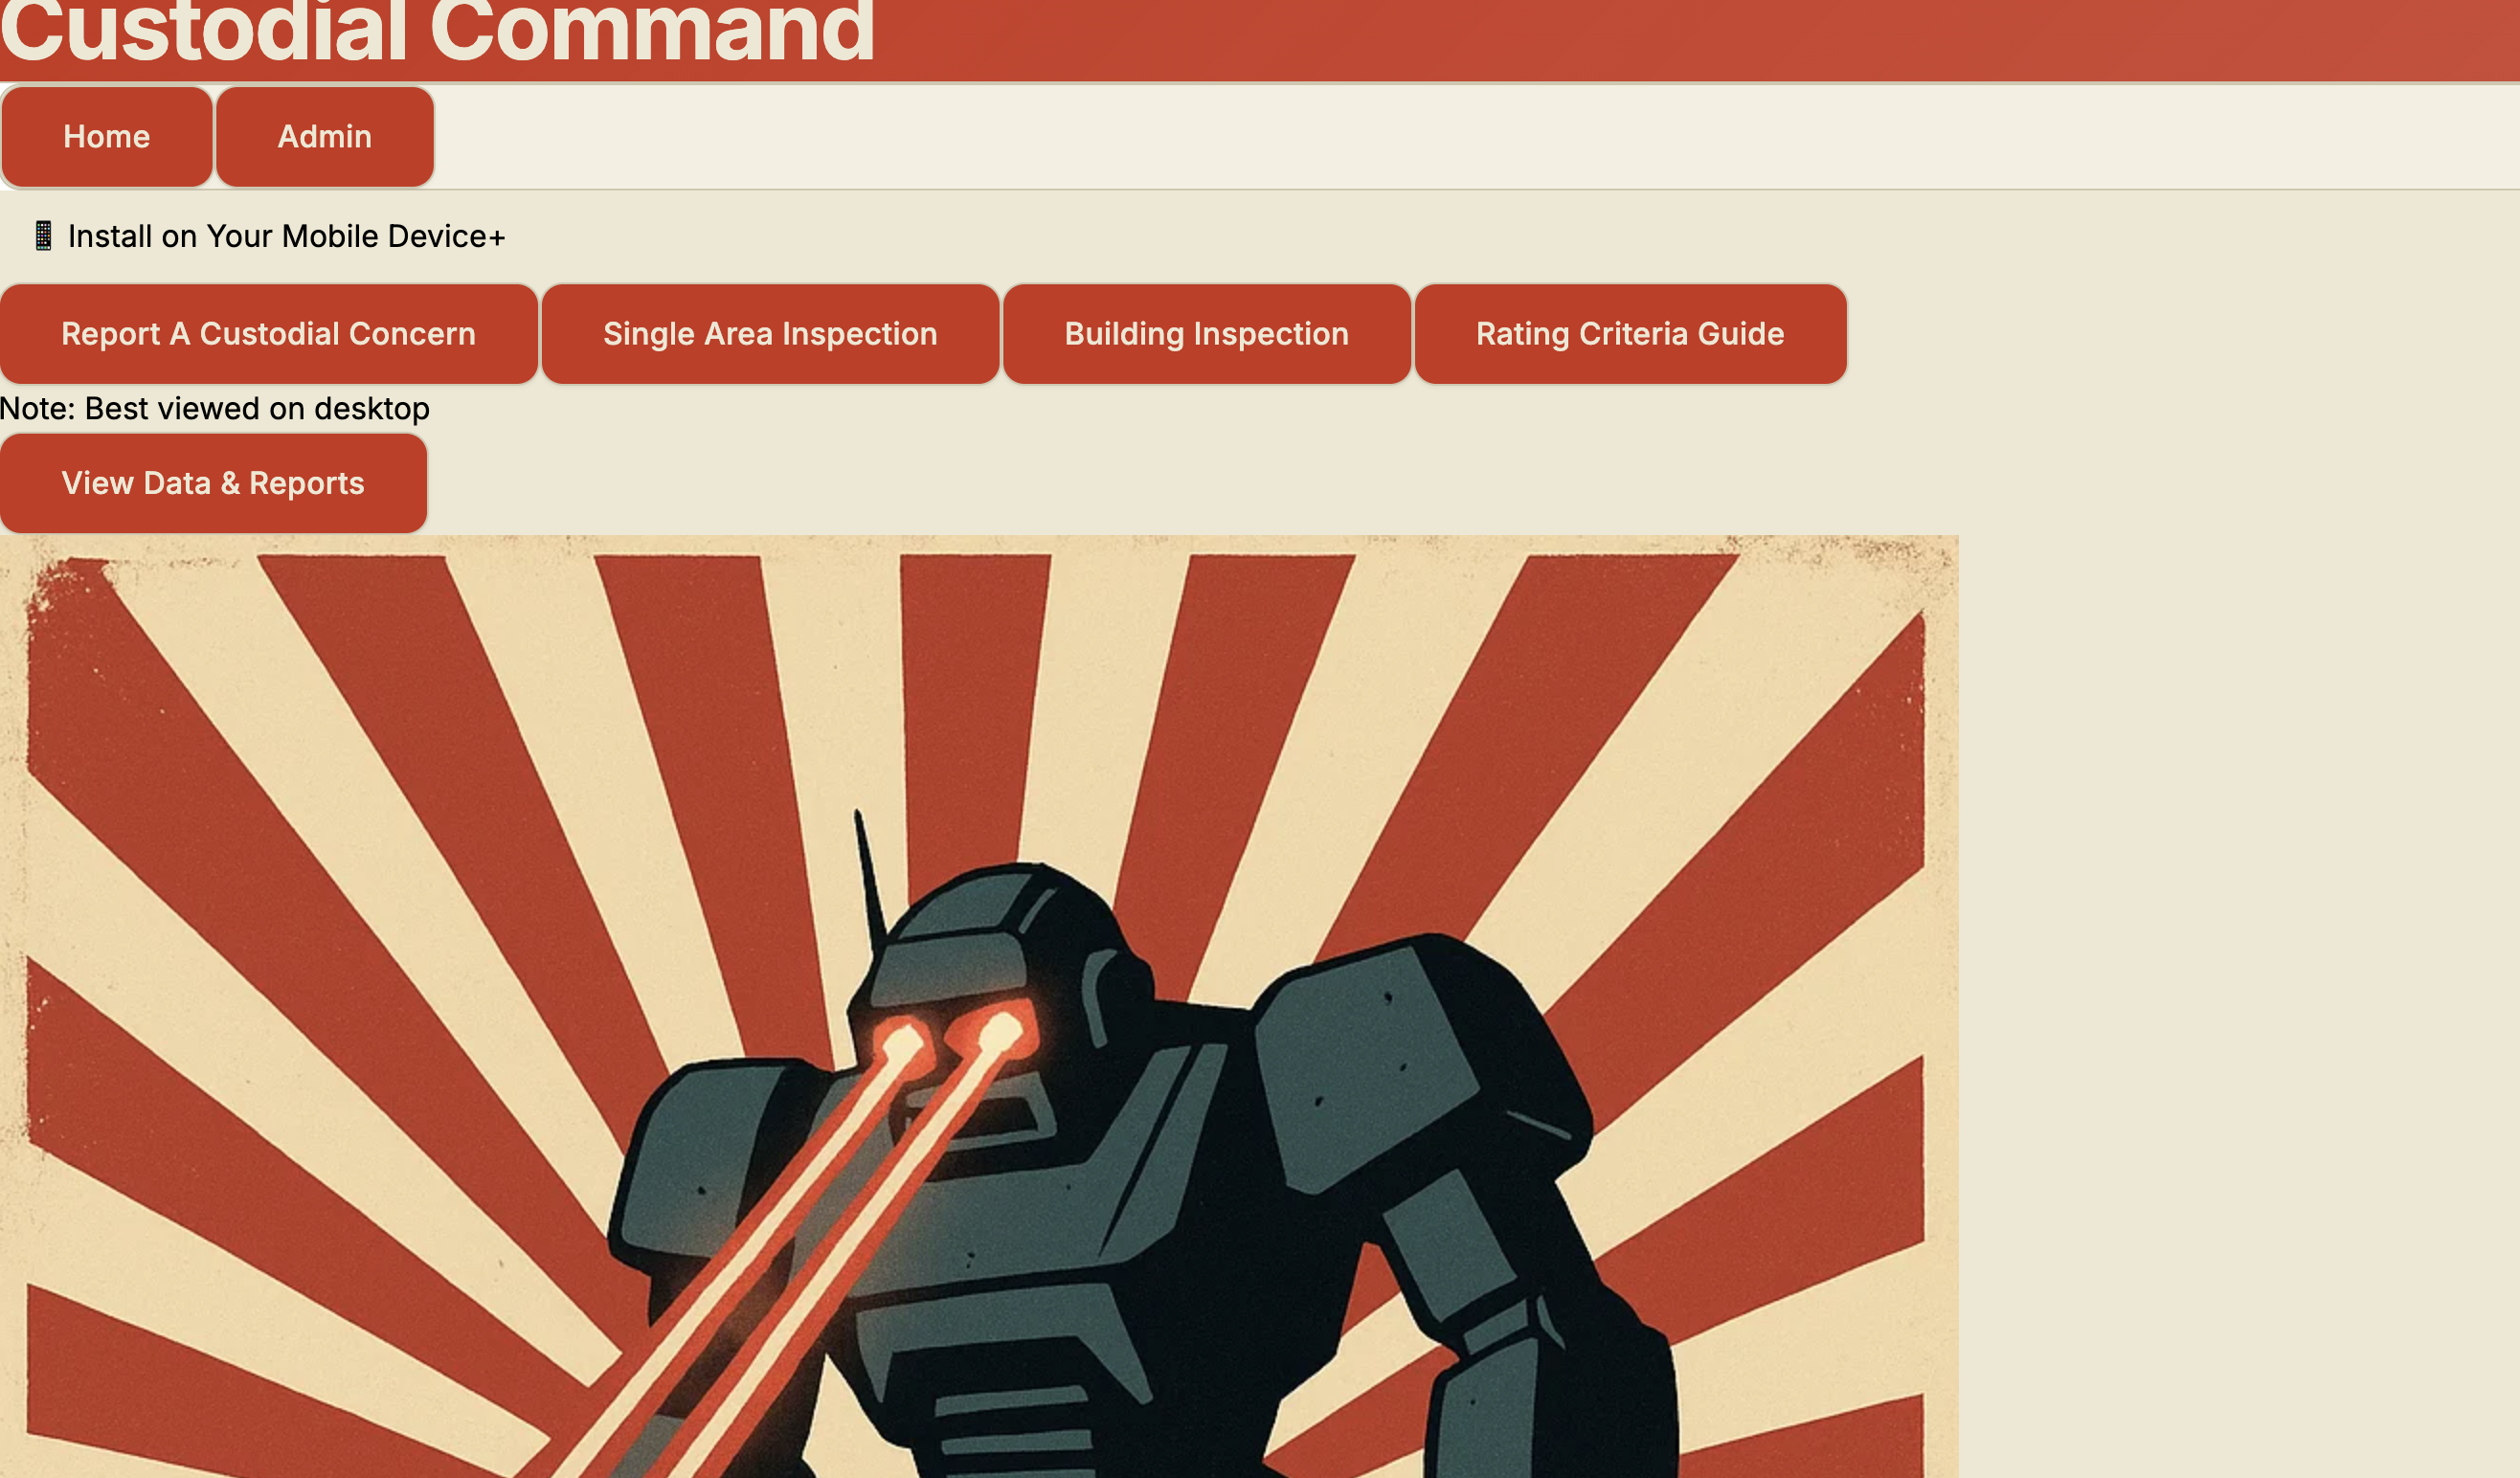 Custodial Command
Home Admin
📱 Install on Your Mobile Device+
Report A Custodial Concern Single Area Inspection Building Inspection Rating Criteria Guide
Note: Best viewed on desktop
View Data & Reports